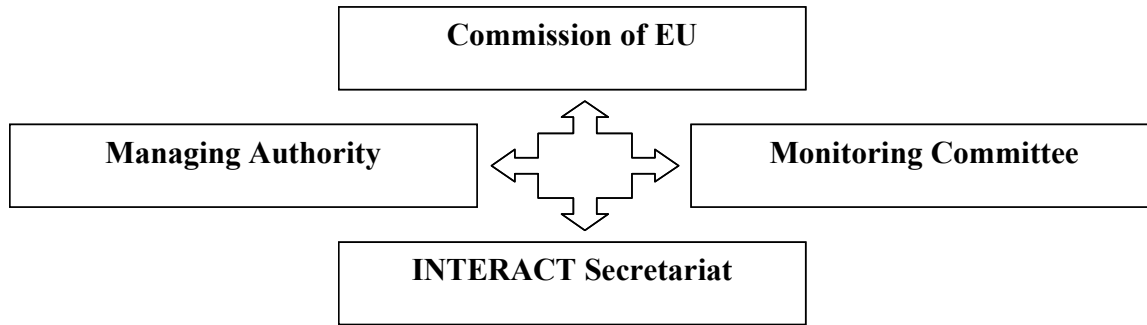 Commission of EU
Managing Authority
Monitoring Committee
INTERACT Secretariat